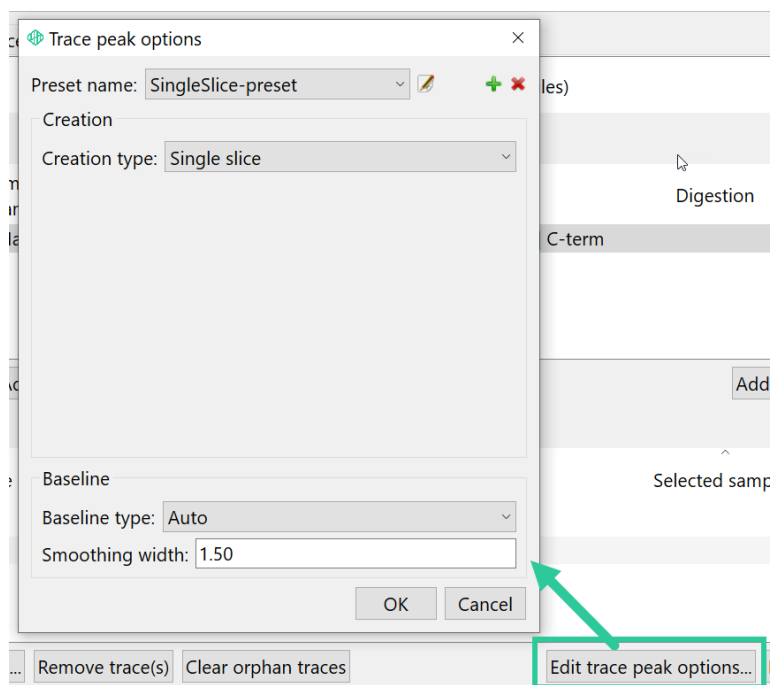 Trace peak options
Preset name: SingleSlice-preset
les)
Creation
Creation type: Single slice
Digestion
C-term
Add
Baseline
Selected samp
Baseline type: Auto
Smoothing width: 1.50
OK Cancel
... Remove trace(s) Clear orphan traces Edit trace peak options...